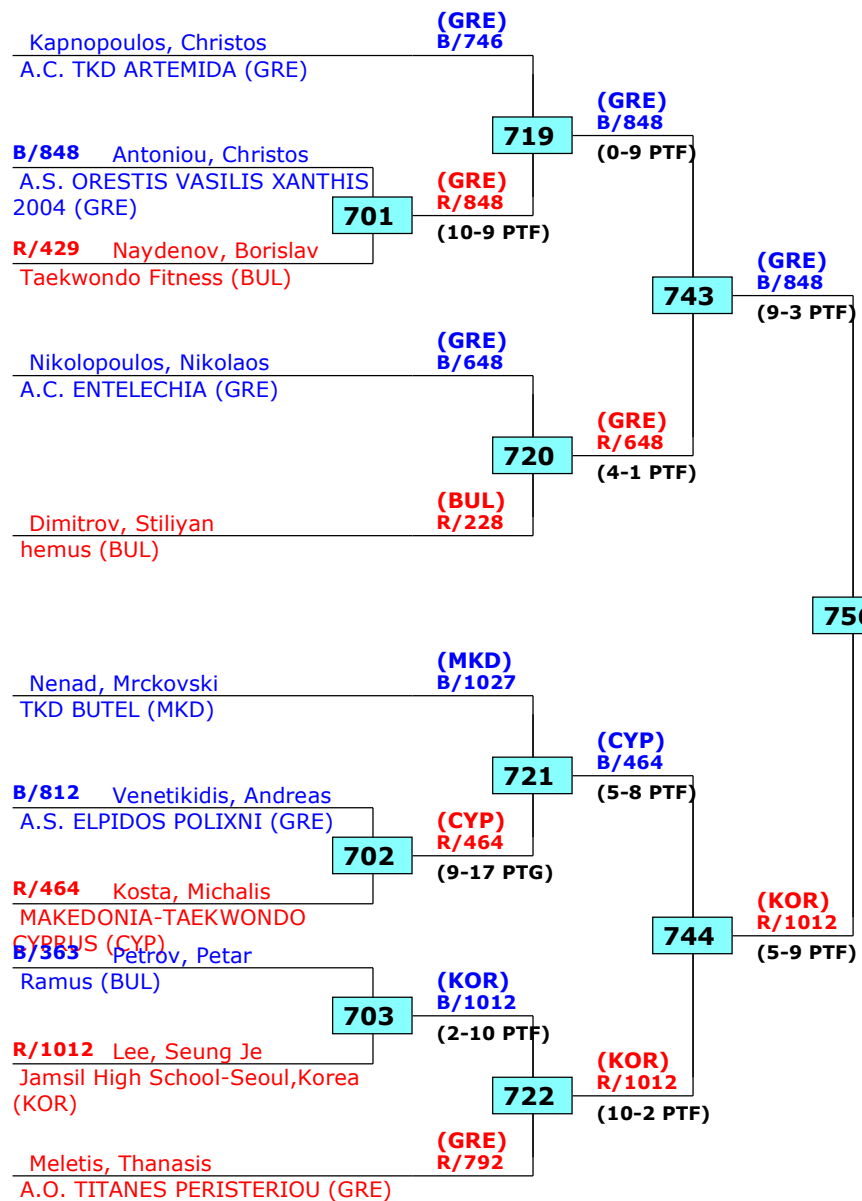 (GRE)
Kapnopoulos, Christos B/746
A.C. TKD ARTEMIDA (GRE)
(GRE)
719 B/848
(0-9 PTF)
B/848 Antoniou, Christos
A.S. ORESTIS VASILIS XANTHIS
2004 (GRE)
701
(GRE)
R/848
(10-9 PTF)
R/429 Naydenov, Borislav
Taekwondo Fitness (BUL)
743
(GRE)
B/848
(9-3 PTF)
(GRE)
Nikolopoulos, Nikolaos B/648
A.C. ENTELECHIA (GRE)
720
(GRE)
R/648
(4-1 PTF)
(BUL)
Dimitrov, Stiliyan R/228
hemus (BUL)
(MKD)
Nenad, Mrckovski B/1027
TKD BUTEL (MKD)
721
(CYP)
B/464
(5-8 PTF)
B/812 Venetikidis, Andreas
A.S. ELPIDOS POLIXNI (GRE)
702
(CYP)
R/464
(9-17 PTG)
R/464 Kosta, Michalis
MAKEDONIA-TAEKWONDO
CYPRUS (CYP)
744
(KOR)
R/1012
(5-9 PTF)
B/363 Petrov, Petar
Ramus (BUL)
703
(KOR)
B/1012
(2-10 PTF)
R/1012 Lee, Seung Je
Jamsil High School-Seoul,Korea
(KOR)
722
(KOR)
R/1012
(10-2 PTF)
(GRE)
Meletis, Thanasis R/792
A.O. TITANES PERISTERIOU (GRE)